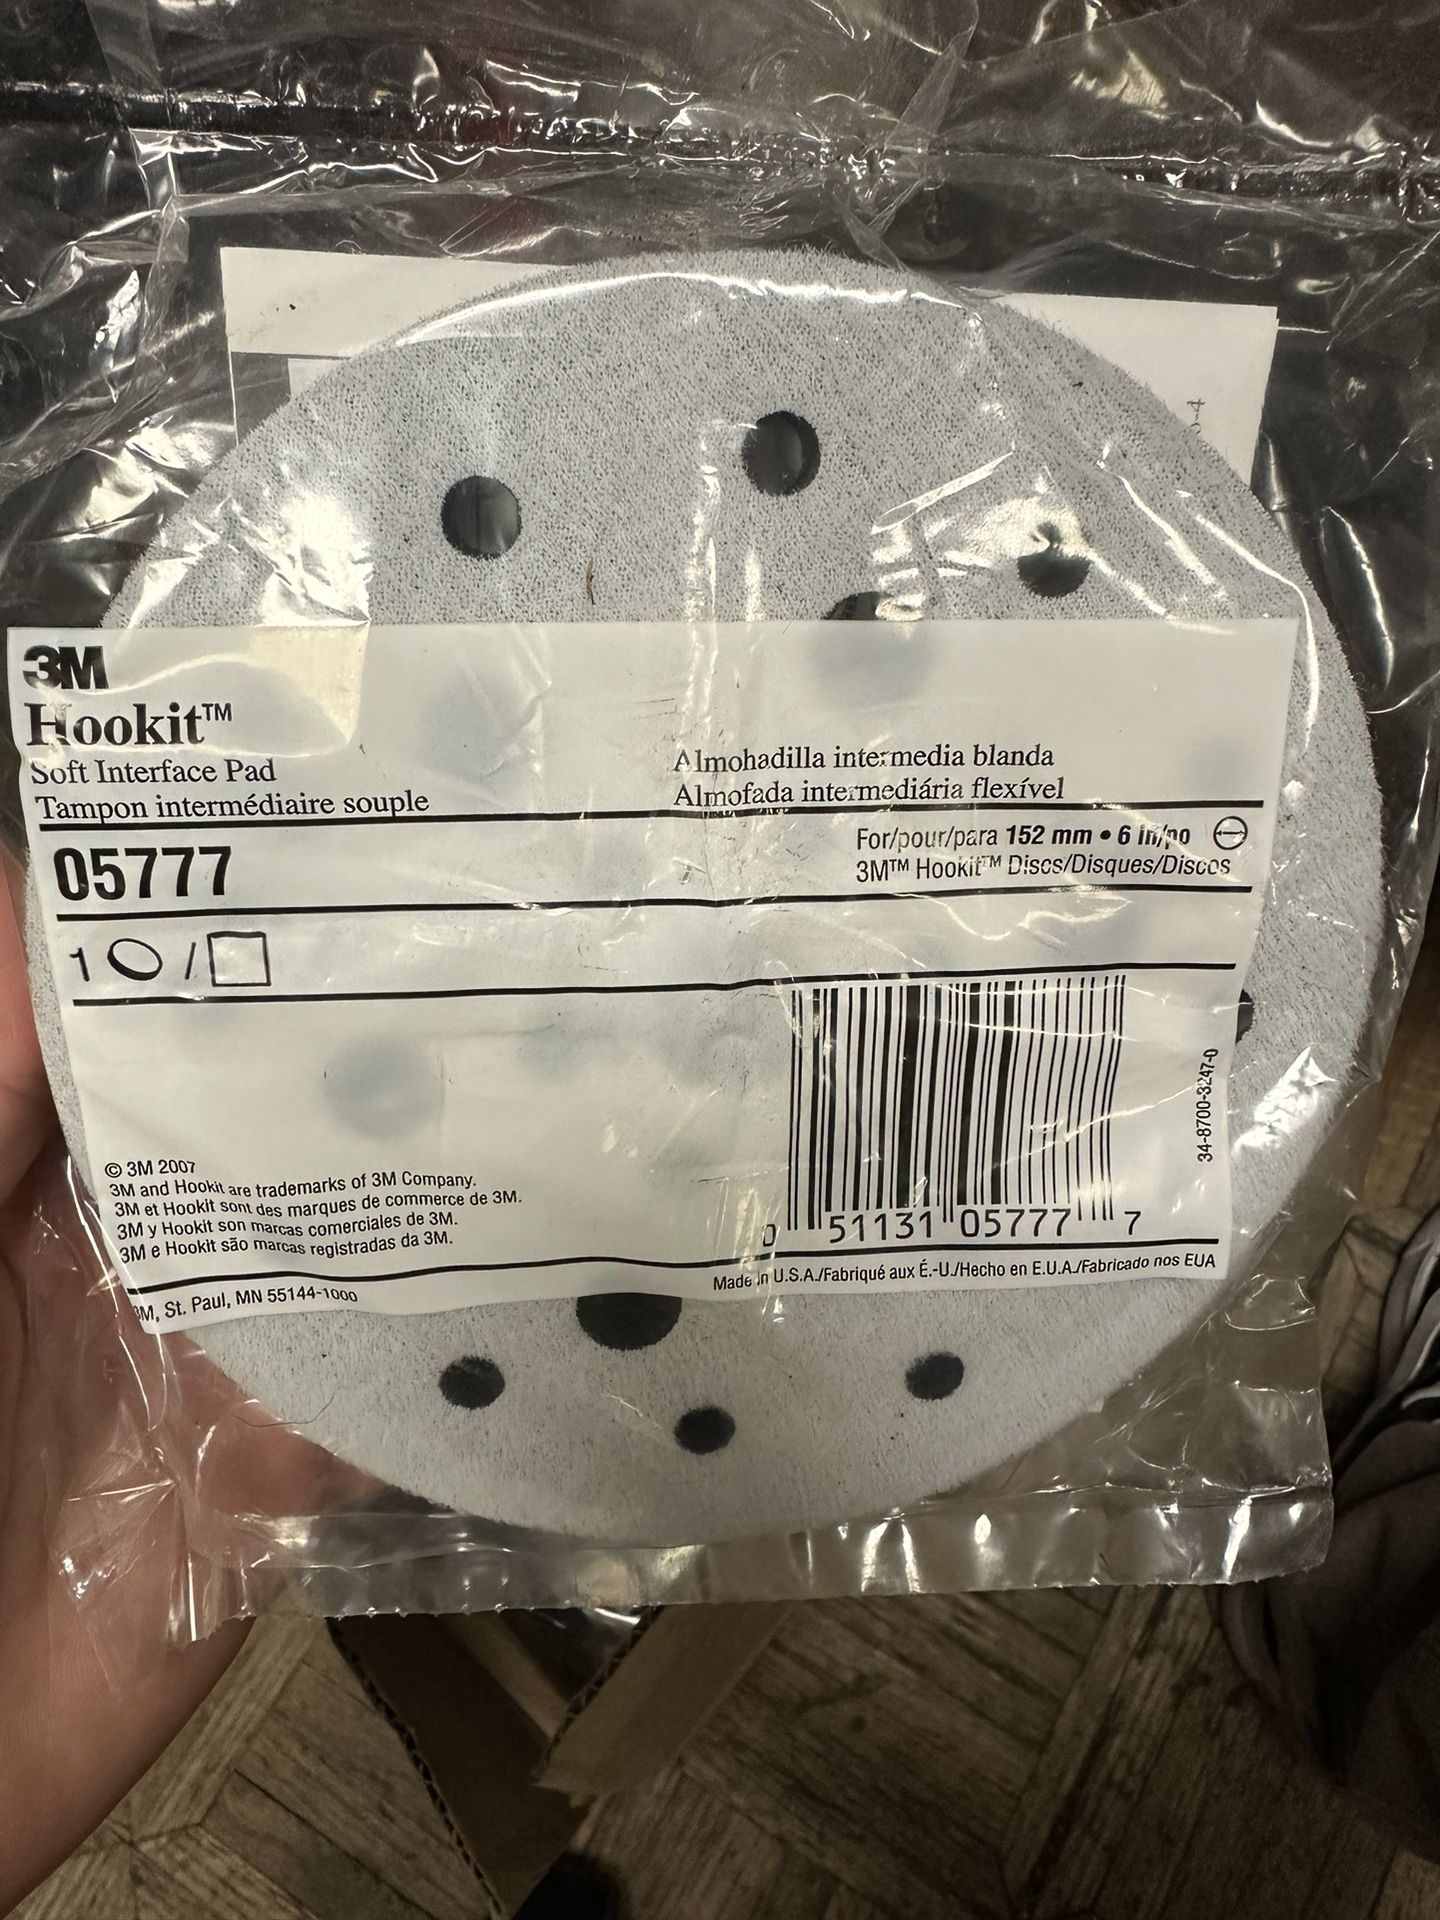 3M
Hookit™
Soft Interface Pad
Tampon intermédiaire souple
Almohadilla intermedia blanda
Almofada intermediária flexível
05777
For/pour/para 152 mm • 6 in/po
3M™ Hookit™ Discs/Disques/Discos
1 /
34-8700-3247-0
© 3M 2007
3M and Hookit are trademarks of 3M Company.
3M et Hookit sont des marques de commerce de 3M.
3M y Hookit son marcas comerciales de 3M.
3M e Hookit são marcas registradas da 3M.
0 51131 05777 7
Made in U.S.A./Fabriqué aux É.-U./Hecho en E.U.A./Fabricado nos EUA
3M, St. Paul, MN 55144-1000